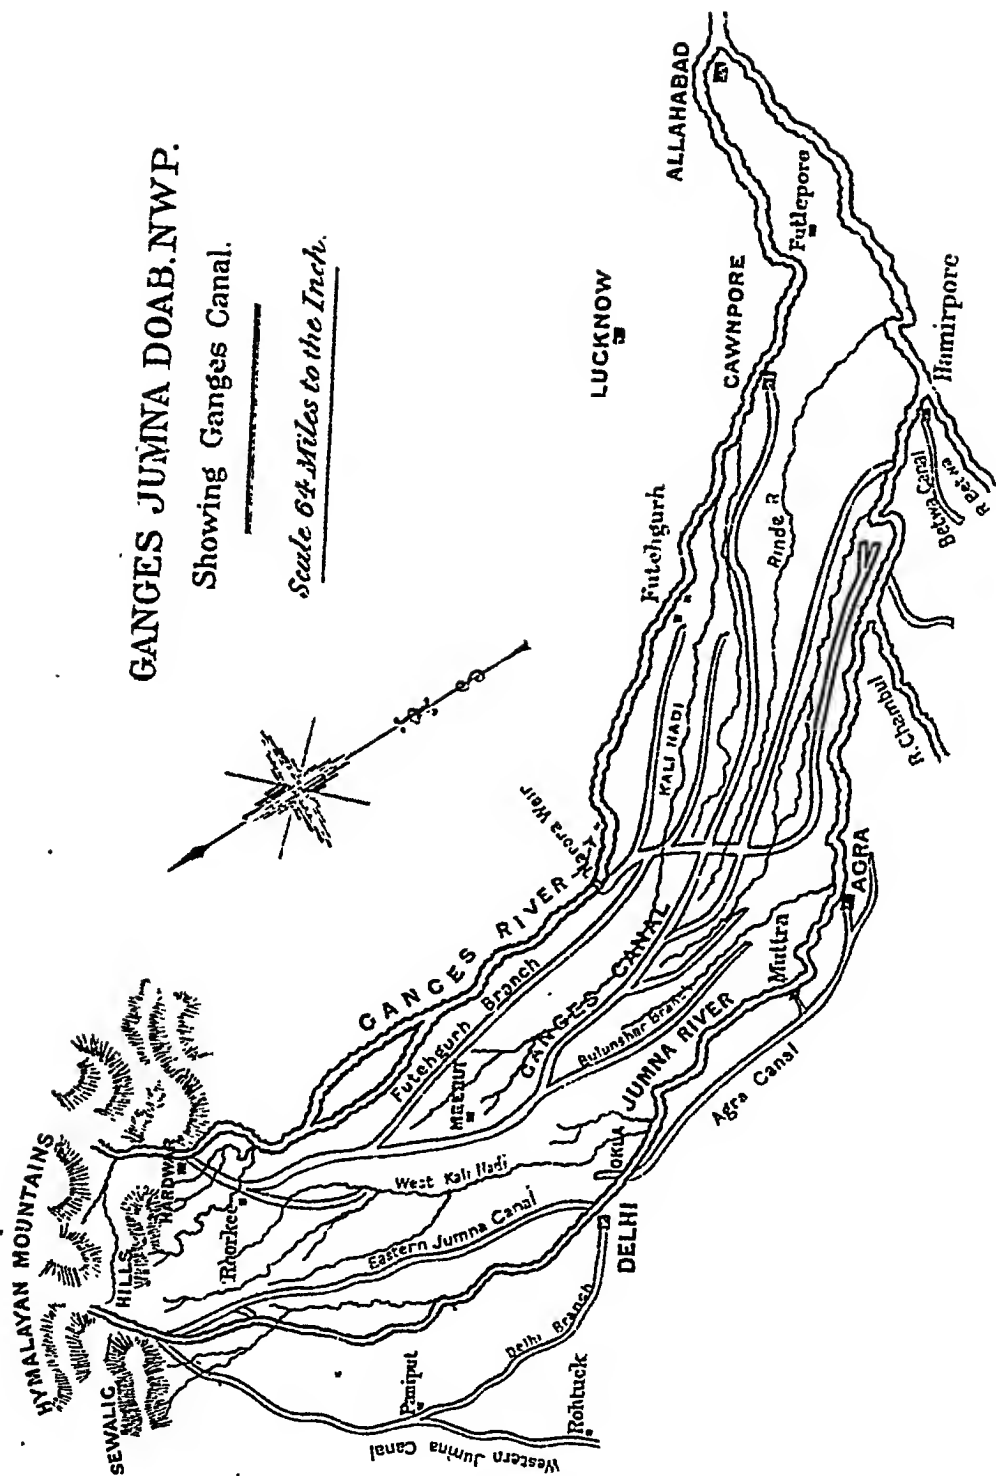 GANGES JUMNA DOAB. N W P.
Showing Ganges Canal.
Scale 64 Miles to the Inch.
HYMALAYAN MOUNTAINS
SEWALIC
HILLS
HARDWAR
Rhorkee
GANGES RIVER
Narora Weir
Futehgurh Branch
MEERUT
GANGES CANAL
Bulunshar Branch
West Kali Nadi
Eastern Jumna Canal
JUMNA RIVER
OKLA
DELHI
Delhi Branch
Paniput
Rohtuck
Western Jumna Canal
Agra Canal
Muttra
AGRA
KALI NADI
Futehgurh
LUCKNOW
CAWNPORE
Rinde R
Futlepore
ALLAHABAD
Hamirpore
R Betwa
Betwa Canal
R. Chambul
S